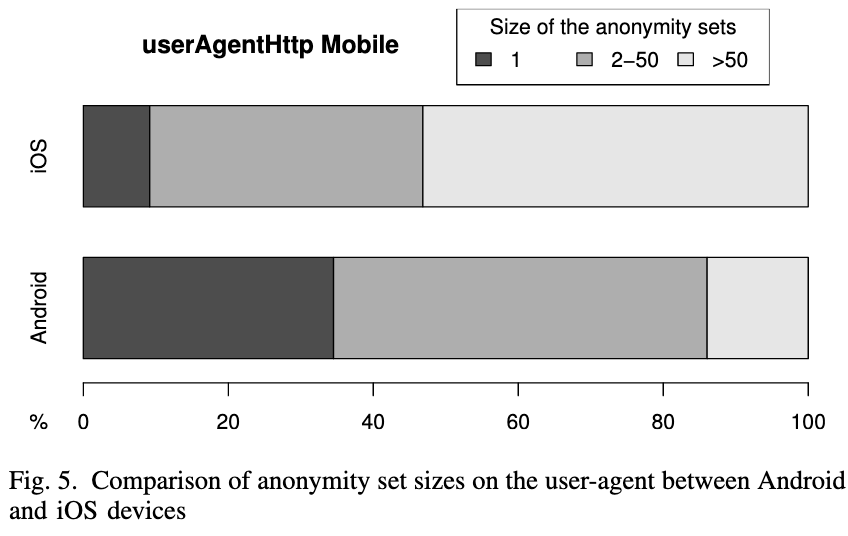 userAgentHttp Mobile
Size of the anonymity sets
1 2–50 >50
iOS
Android
% 0 20 40 60 80 100
Fig. 5. Comparison of anonymity set sizes on the user-agent between Android
and iOS devices